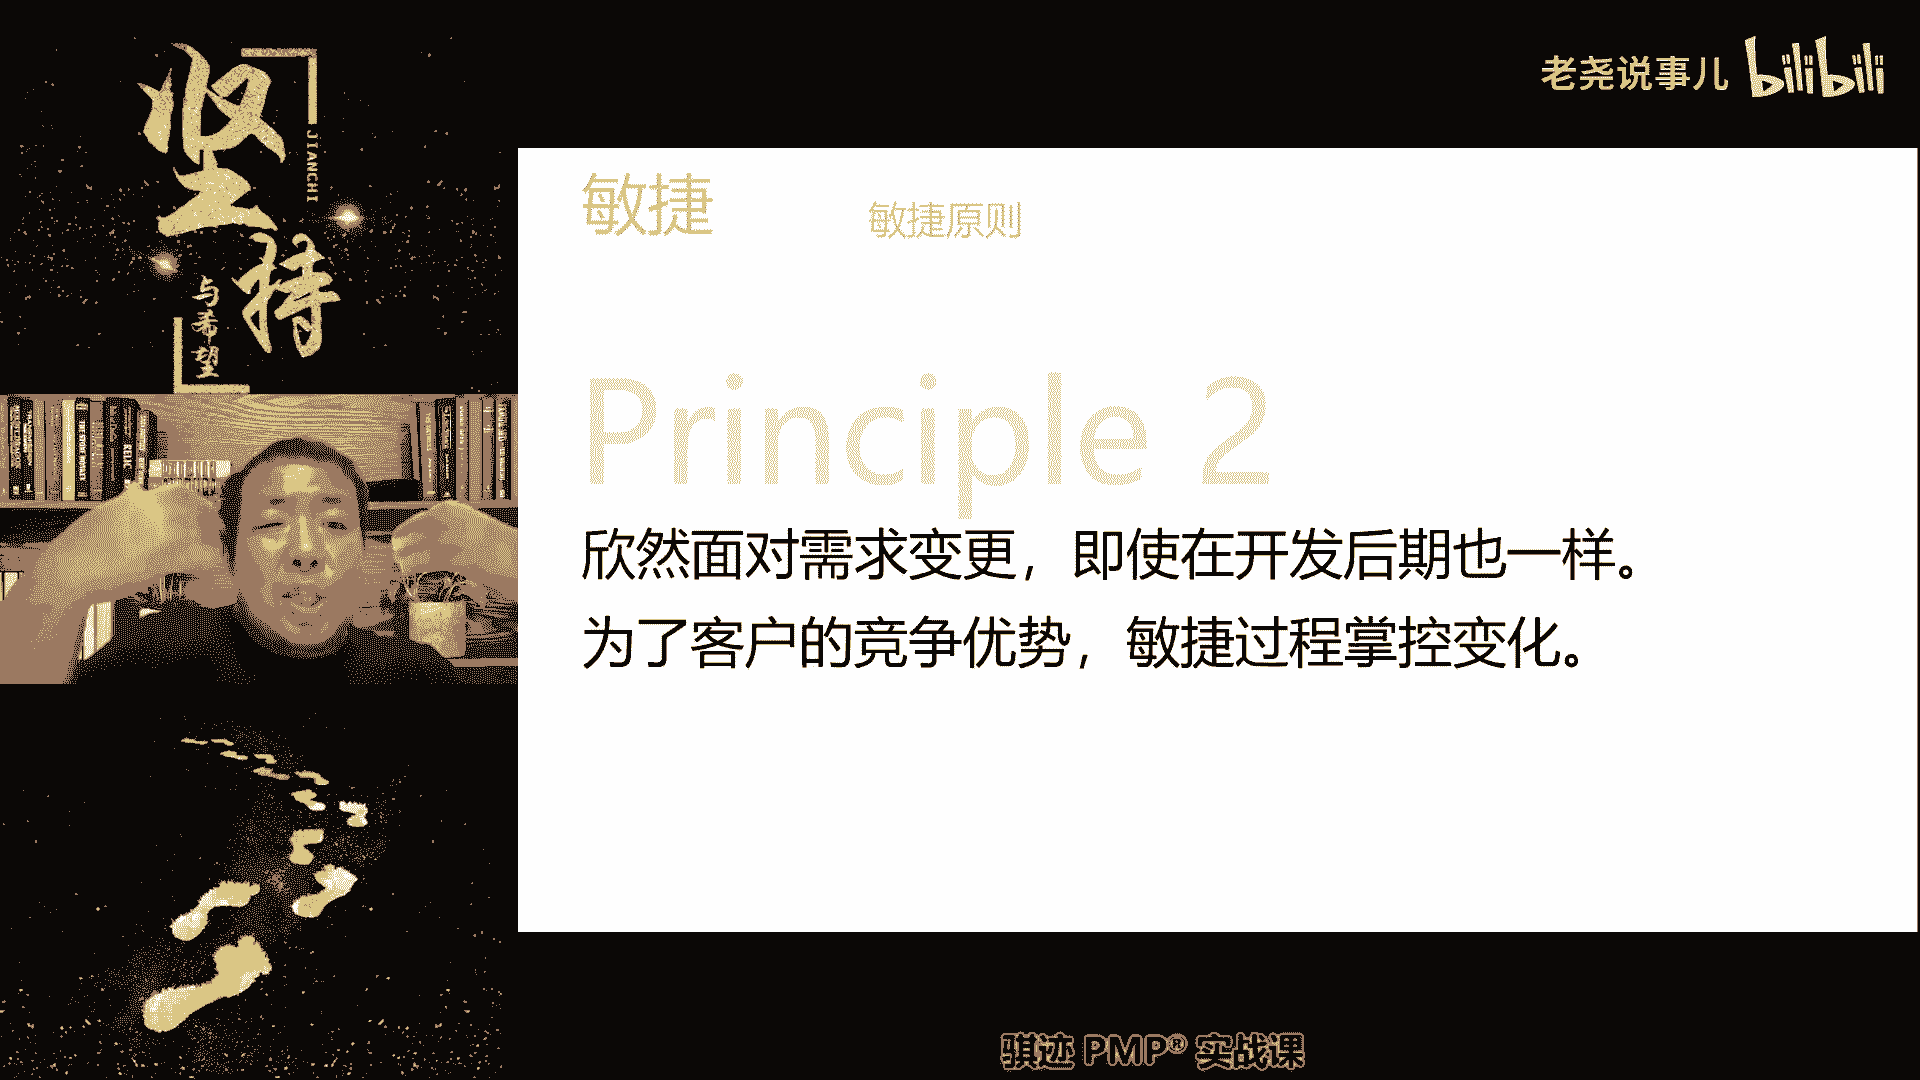 坚持
JIANCHI
与希望
老尧说事儿 bilibili
敏捷
敏捷原则
Principle 2
欣然面对需求变更，即使在开发后期也一样。
为了客户的竞争优势，敏捷过程掌控变化。
骐迹 PMP® 实战课